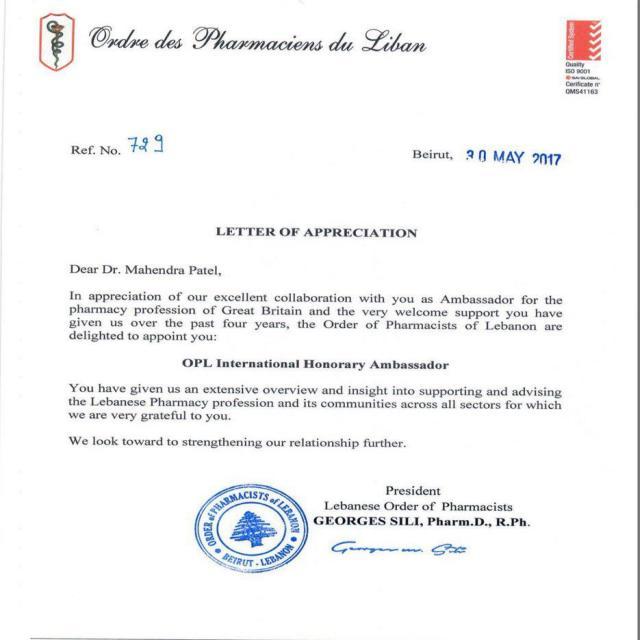 Ordre des Pharmaciens du Liban
Certified System
Quality
ISO 9001
SAI GLOBAL
Certificate n°
QMS41163
Ref. No. 729
Beirut, 30 MAY 2017
LETTER OF APPRECIATION
Dear Dr. Mahendra Patel,
In appreciation of our excellent collaboration with you as Ambassador for the
pharmacy profession of Great Britain and the very welcome support you have
given us over the past four years, the Order of Pharmacists of Lebanon are
delighted to appoint you:
OPL International Honorary Ambassador
You have given us an extensive overview and insight into supporting and advising
the Lebanese Pharmacy profession and its communities across all sectors for which
we are very grateful to you.
We look toward to strengthening our relationship further.
President
Lebanese Order of Pharmacists
GEORGES SILI, Pharm.D., R.Ph.
ORDER of PHARMACISTS of LEBANON
BEIRUT - LEBANON